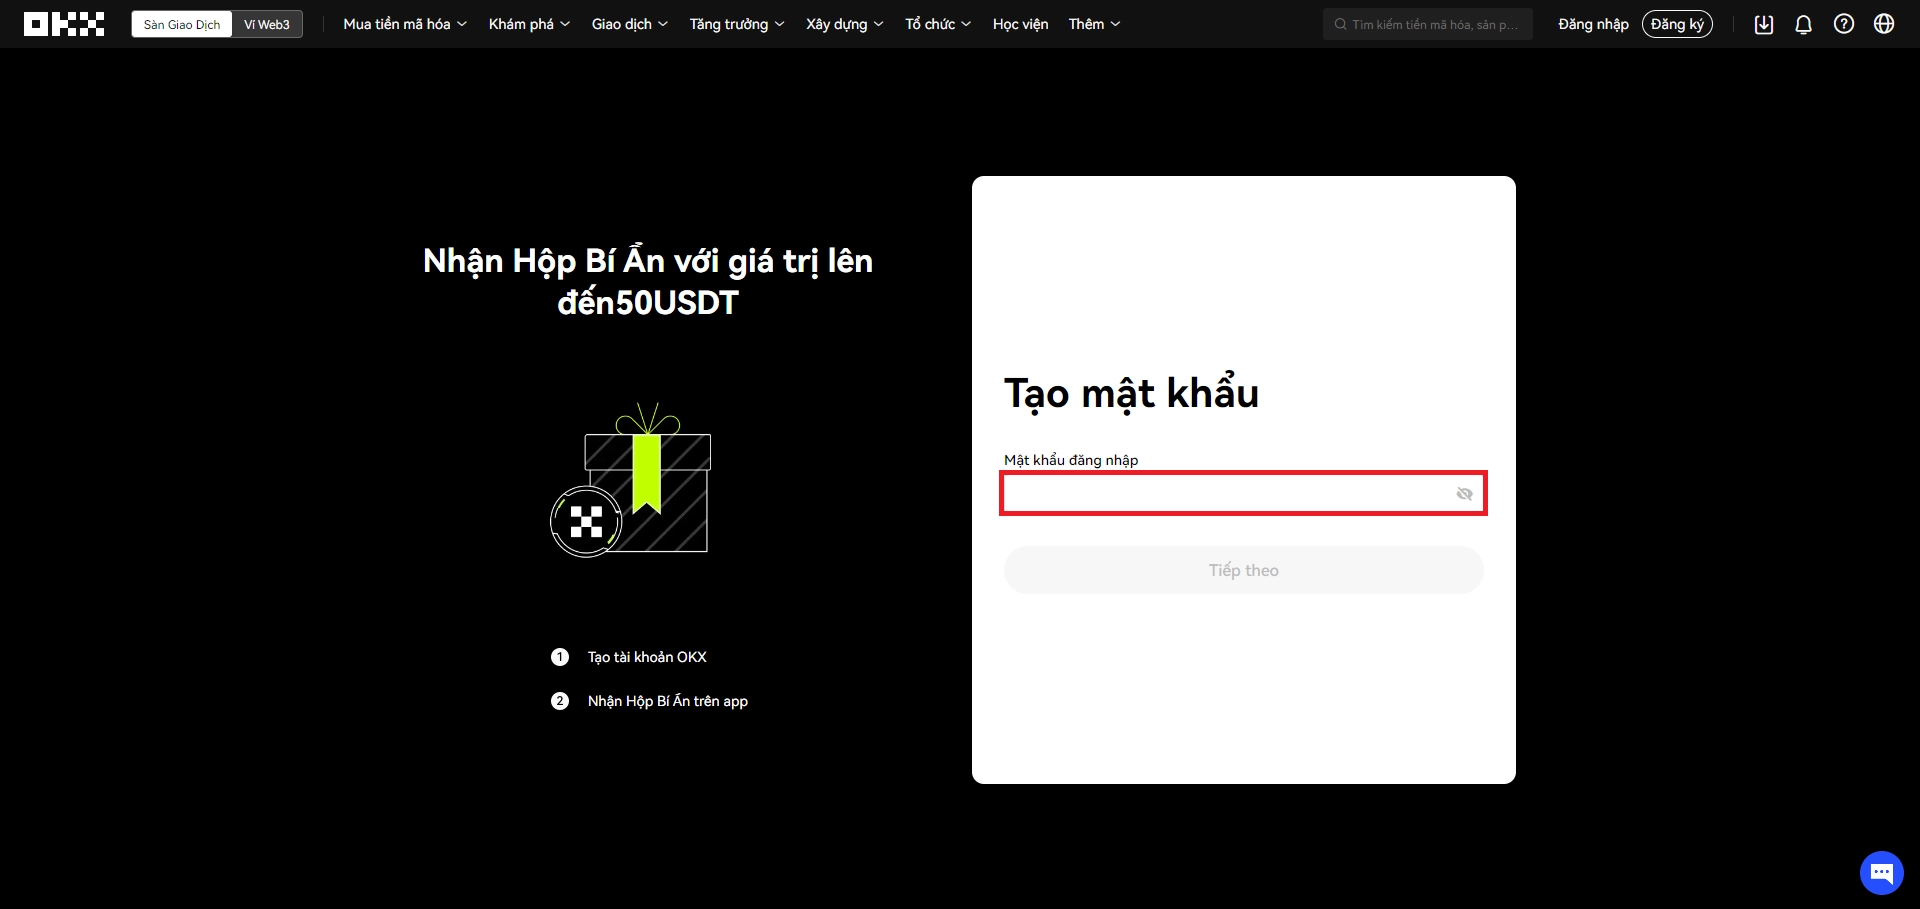 OKX
Sàn Giao Dịch
Ví Web3
Mua tiền mã hóa
Khám phá
Giao dịch
Tăng trưởng
Xây dựng
Tổ chức
Học viện
Thêm
Tìm kiếm tiền mã hóa, sản p...
Đăng nhập
Đăng ký
Nhận Hộp Bí Ẩn với giá trị lên
đến50USDT
1 Tạo tài khoản OKX
2 Nhận Hộp Bí Ẩn trên app
Tạo mật khẩu
Mật khẩu đăng nhập
Tiếp theo